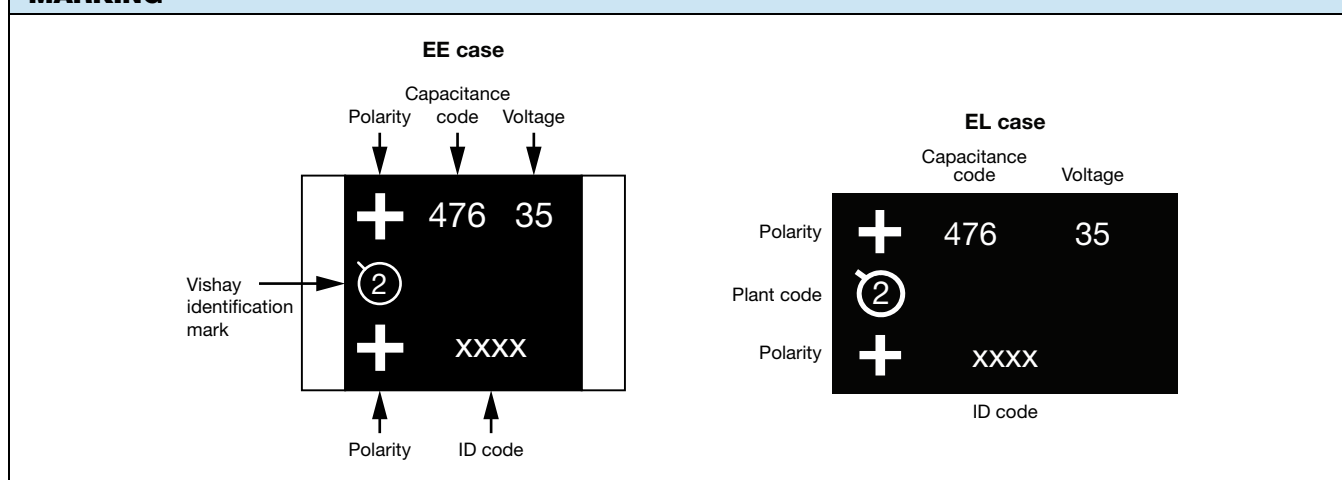 MARKING
EE case
Capacitance
Polarity code Voltage
+ 476 35
2
Vishay
identification
mark
+ xxxx
Polarity ID code
EL case
Capacitance
code Voltage
Polarity + 476 35
Plant code 2
Polarity + xxxx
ID code